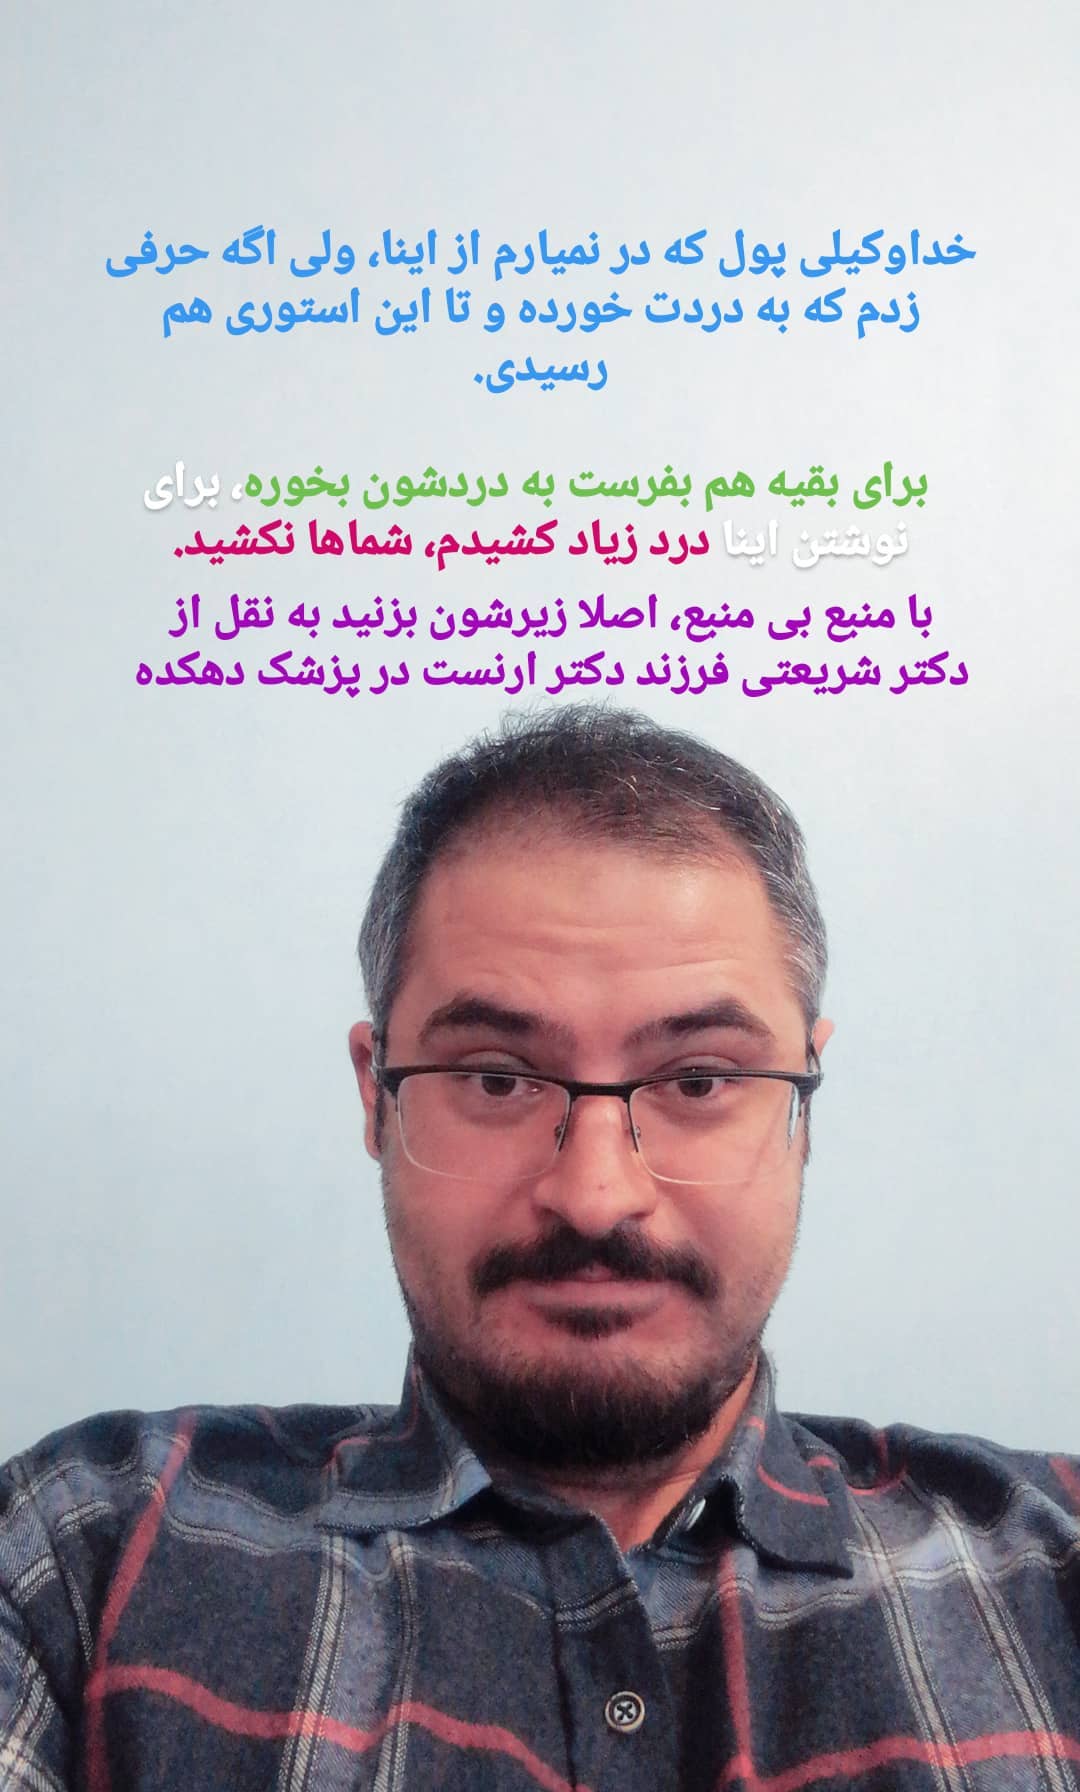 خداوکیلی پول که در نمیارم از اینا، ولی اگه حرفی
زدم که به دردت خورده و تا این استوری هم
رسیدی.
برای بقیه هم بفرست به دردشون بخوره، برای
نوشتن اینا درد زیاد کشیدم، شماها نکشید.
با منبع بی منبع، اصلا زیرشون بزنید به نقل از
دکتر شریعتی فرزند دکتر ارنست در پزشک دهکده